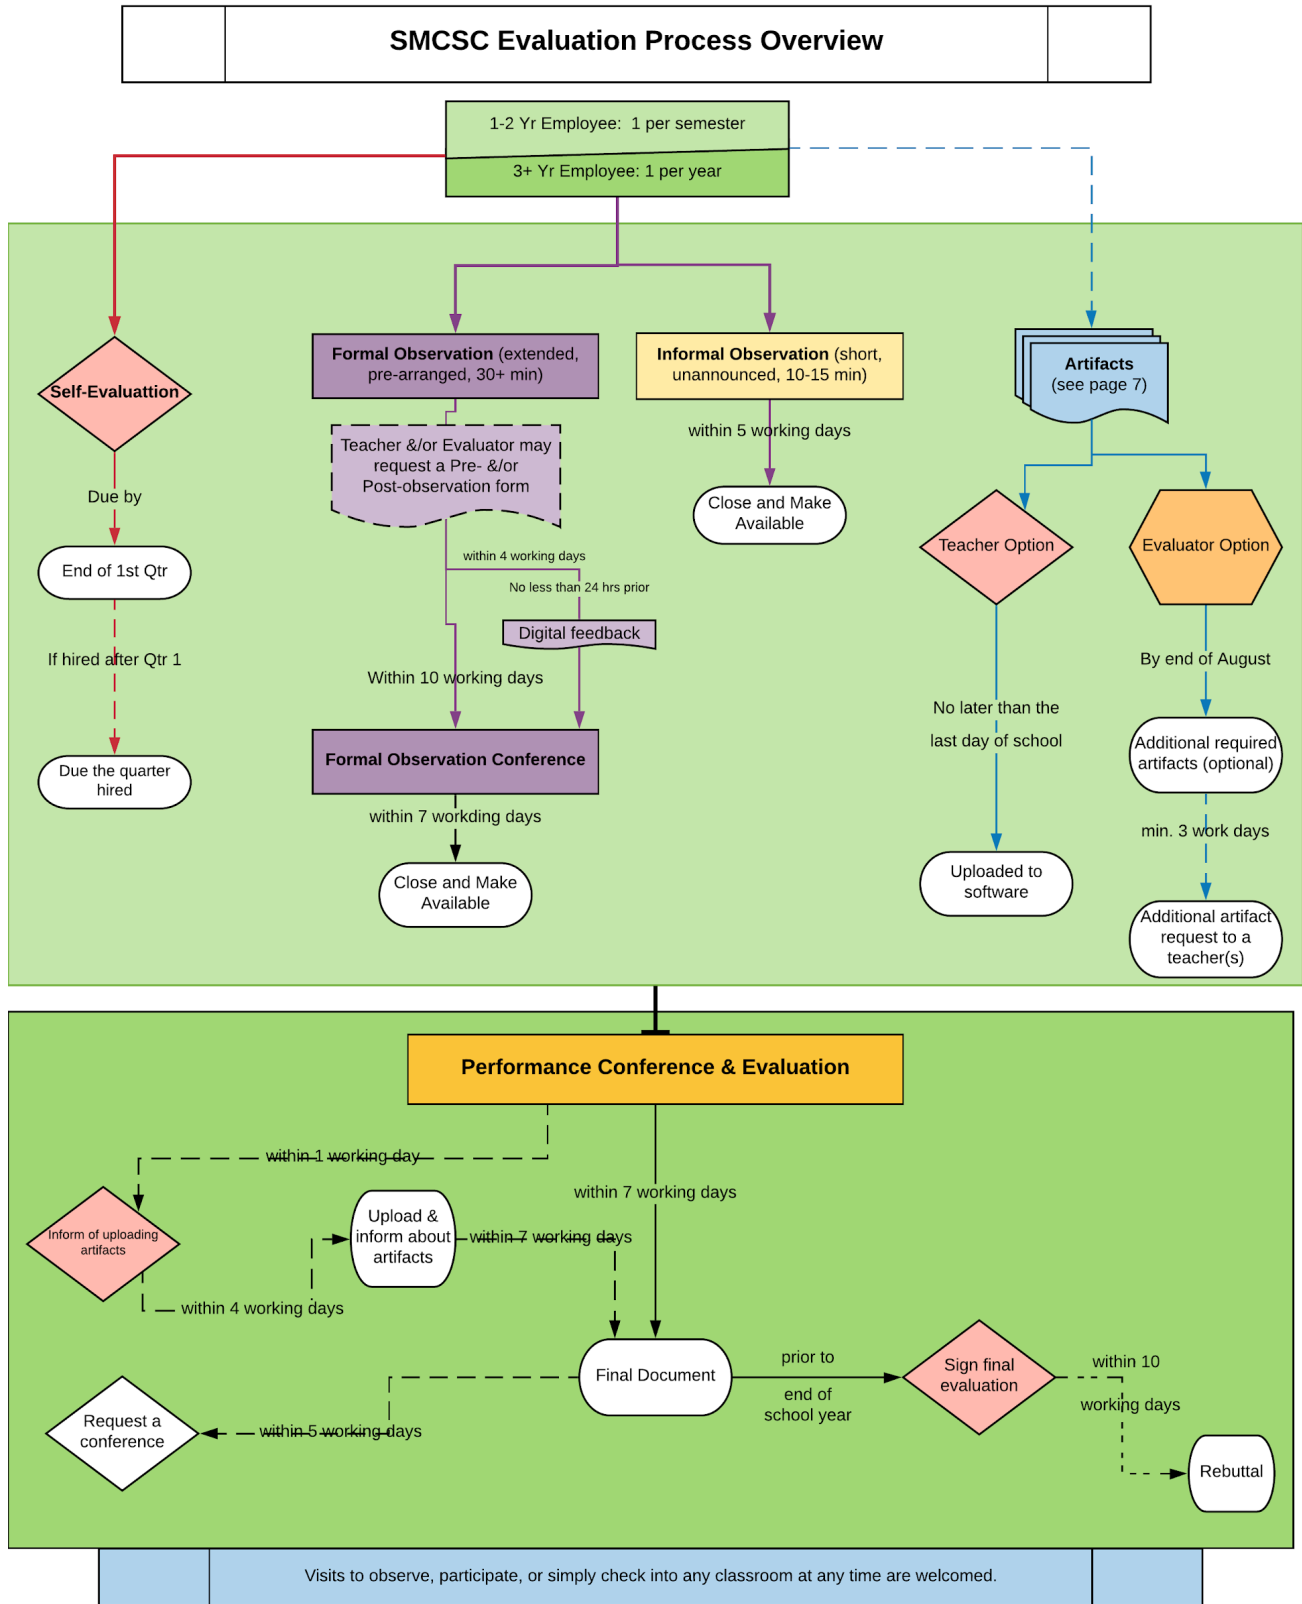 SMCSC Evaluation Process Overview
1-2 Yr Employee:  1 per semester
3+ Yr Employee: 1 per year
Self-Evaluattion
Due by
End of 1st Qtr
If hired after Qtr 1
Due the quarter
hired
Formal Observation (extended,
pre-arranged, 30+ min)
Teacher &/or Evaluator may
request a Pre- &/or
Post-observation form
within 4 working days
No less than 24 hrs prior
Digital feedback
Within 10 working days
Formal Observation Conference
within 7 workding days
Close and Make
Available
Informal Observation (short,
unannounced, 10-15 min)
within 5 working days
Close and Make
Available
Artifacts
(see page 7)
Teacher Option
No later than the
last day of school
Uploaded to
software
Evaluator Option
By end of August
Additional required
artifacts (optional)
min. 3 work days
Additional artifact
request to a
teacher(s)
Performance Conference & Evaluation
within 1 working day
Inform of uploading
artifacts
within 4 working days
Upload &
inform about
artifacts
within 7 working days
within 7 working days
Final Document
within 5 working days
Request a
conference
prior to
end of
school year
Sign final
evaluation
within 10
working days
Rebuttal
Visits to observe, participate, or simply check into any classroom at any time are welcomed.